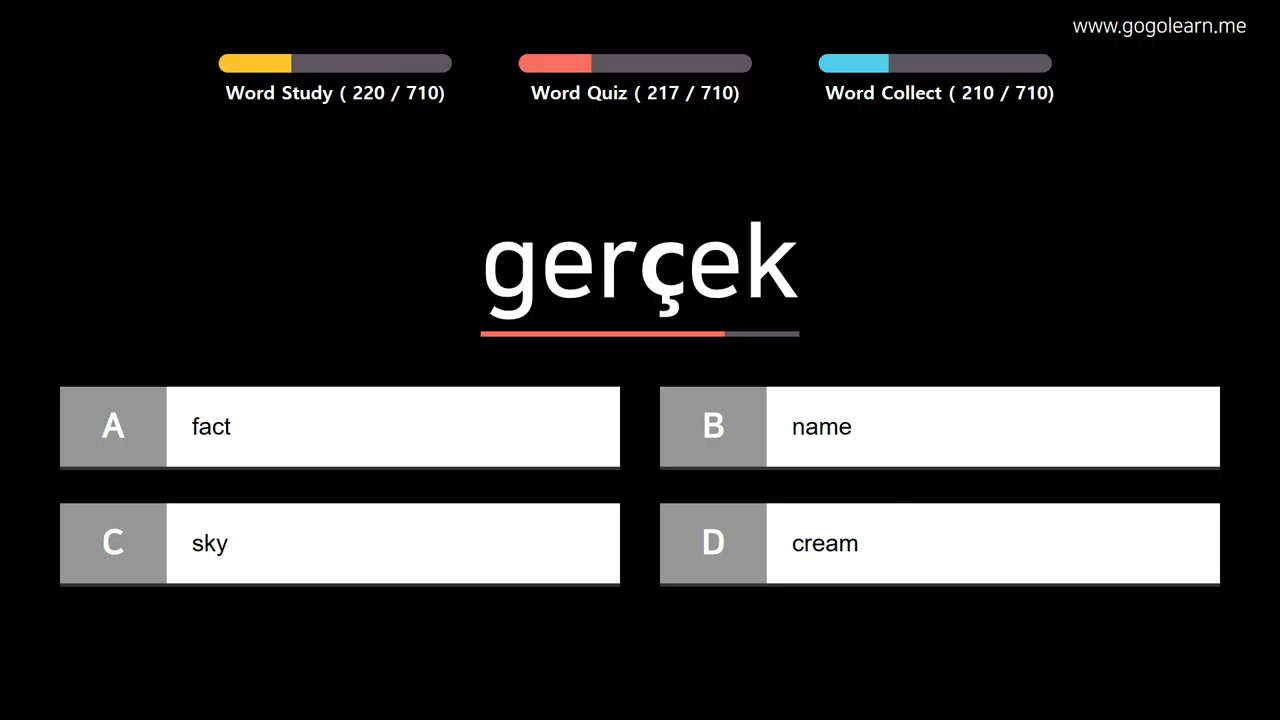 www.gogolearn.me
Word Study ( 220 / 710)
Word Quiz ( 217 / 710)
Word Collect ( 210 / 710)
gerçek
A fact
B name
C sky
D cream